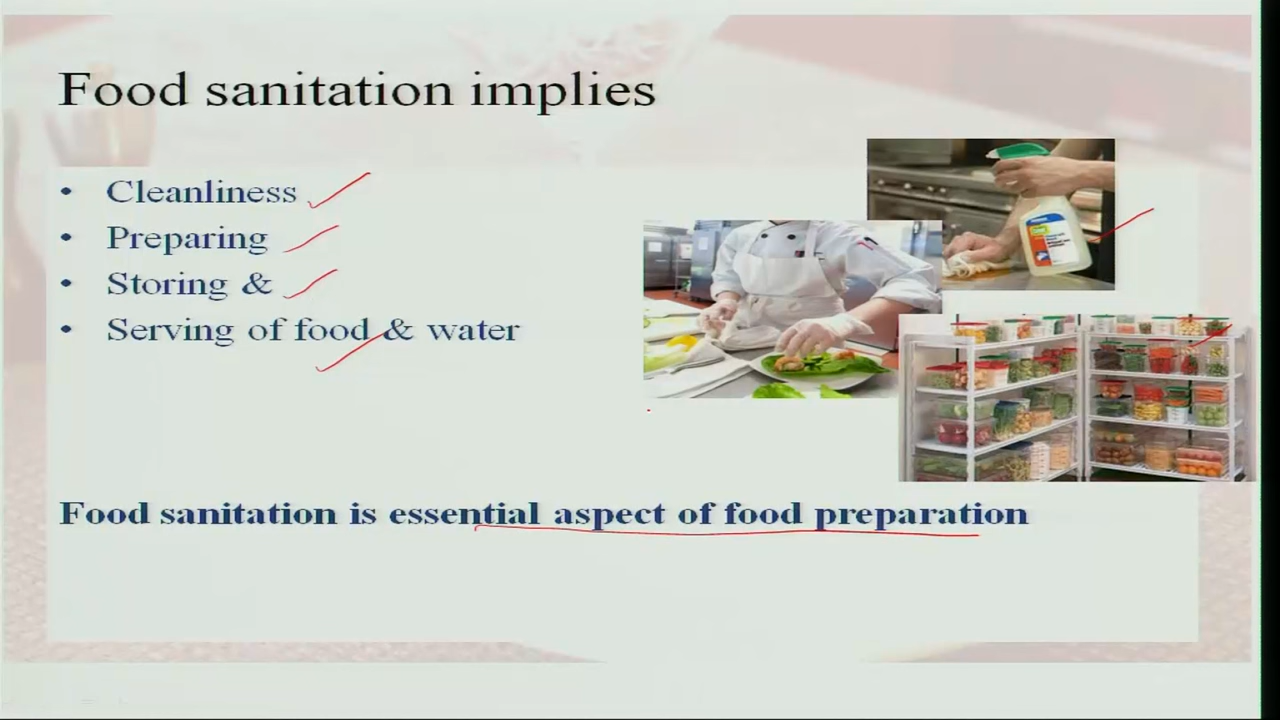 Food sanitation implies
• Cleanliness
• Preparing
• Storing &
• Serving of food & water
Food sanitation is essential aspect of food preparation